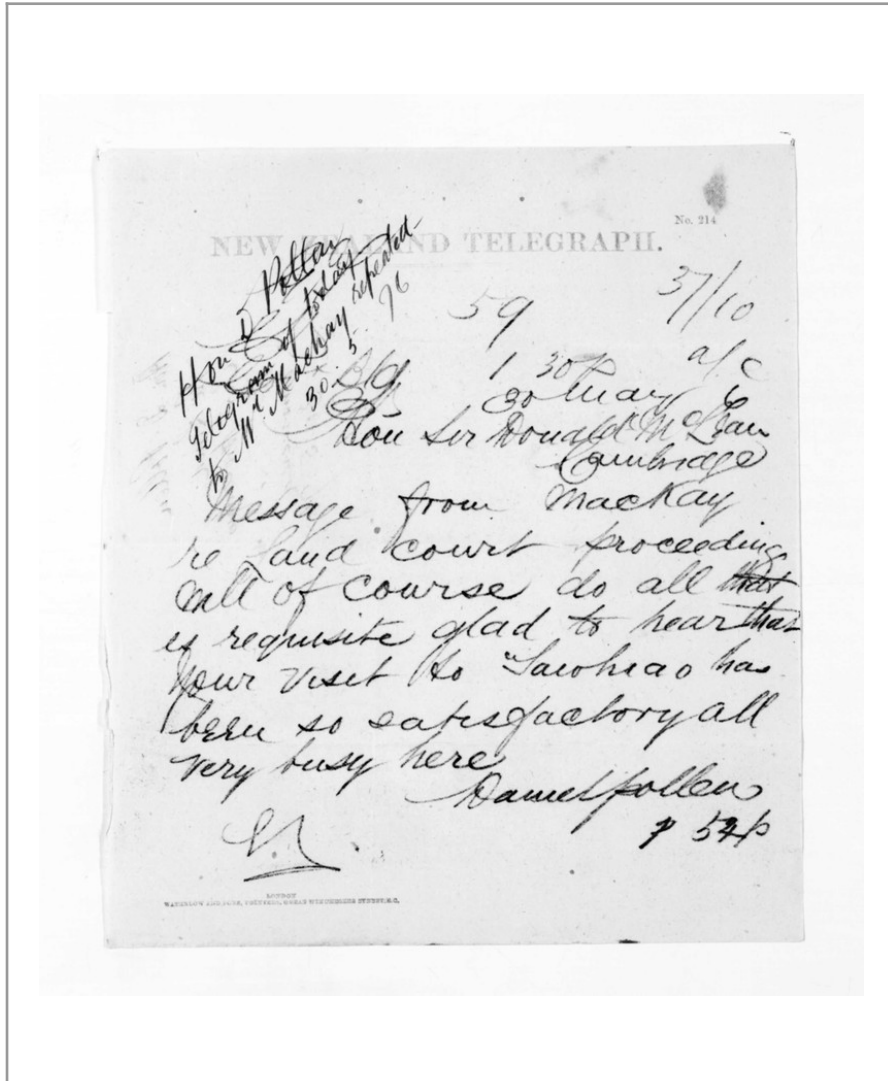 No. 214
NEW ZEALAND TELEGRAPH.
Hon D Pollen
Telegram of today
to Mr Mackay repeated
30. 5. 76
59
37/10
1 30p
a/c
30 May 6
Hon Sir Donald McLean
Cambridge
Message from MacKay
re Land court proceedings
Will of course do all that
is requisite glad to hear that
your visit to Tawhiao has
been so satisfactory all
very busy here
Daniel Pollen
LONDON